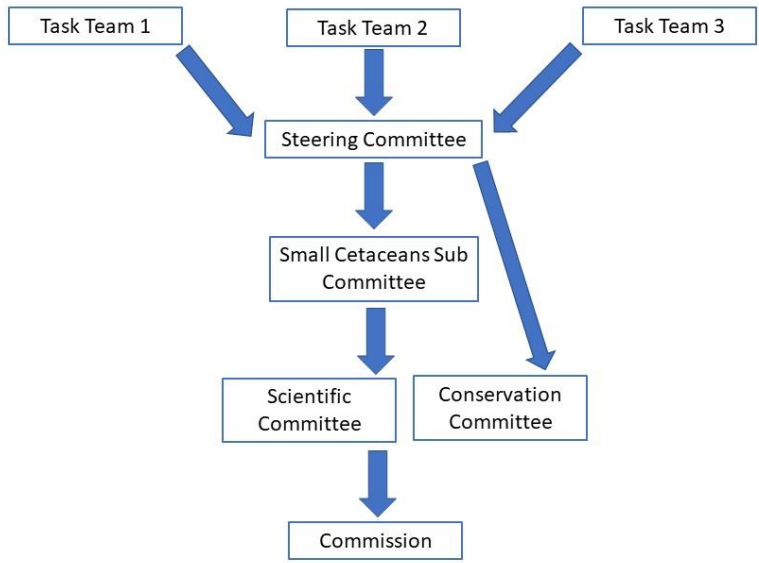 Task Team 1
Task Team 2
Task Team 3
Steering Committee
Small Cetaceans Sub
Committee
Scientific
Committee
Conservation
Committee
Commission